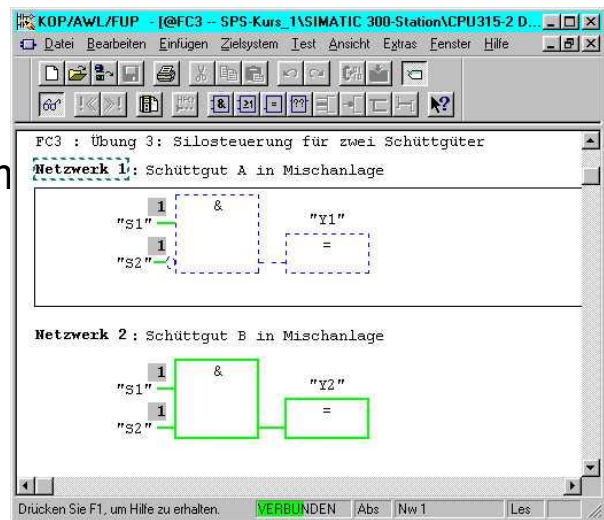 KOP/AWL/FUP - [@FC3 -- SPS-Kurs_1\SIMATIC 300-Station\CPU315-2 D...
Datei Bearbeiten Einfügen Zielsystem Test Ansicht Extras Fenster Hilfe
& ≥1 = ??
FC3 : Übung 3: Silosteuerung für zwei Schüttgüter
Netzwerk 1: Schüttgut A in Mischanlage
1 &
"S1" "Y1"
1 =
"S2"
Netzwerk 2: Schüttgut B in Mischanlage
1 &
"S1" "Y2"
1 =
"S2"
Drücken Sie F1, um Hilfe zu erhalten. VERBUNDEN Abs Nw 1 Les